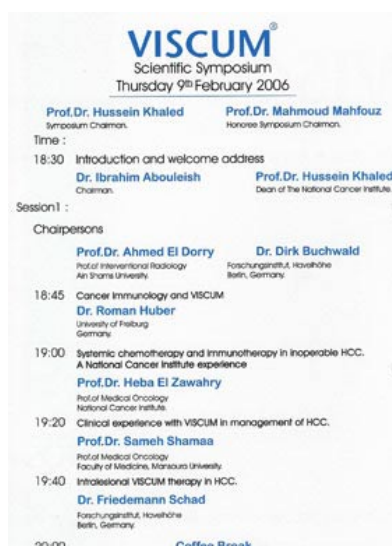 VISCUM®
Scientific Symposium
Thursday 9th February 2006
Prof.Dr. Hussein Khaled Prof.Dr. Mahmoud Mahfouz
Symposium Chairman. Honoree Symposium Chairman.
Time :
18:30 Introduction and welcome address
Dr. Ibrahim Abouleish Prof.Dr. Hussein Khaled
Chairman. Dean of The National Cancer Institute.
Session1 :
Chairpersons
Prof.Dr. Ahmed El Dorry Dr. Dirk Buchwald
Prof.of Interventional Radiology Forschungsinstitut, Havelhöhe
Ain Shams University. Berlin, Germany.
18:45 Cancer Immunology and VISCUM
Dr. Roman Huber
University of Freiburg
Germany.
19:00 Systemic chemotherapy and immunotherapy in inoperable HCC.
A National Cancer Institute experience
Prof.Dr. Heba El Zawahry
Prof.of Medical Oncology
National Cancer Institute.
19:20 Clinical experience with VISCUM in management of HCC.
Prof.Dr. Sameh Shamaa
Prof.of Medical Oncology
Faculty of Medicine, Mansoura University.
19:40 Intralesional VISCUM therapy in HCC.
Dr. Friedemann Schad
Forschungsinstitut, Havelhöhe
Berlin, Germany.
20:00 Coffee Break